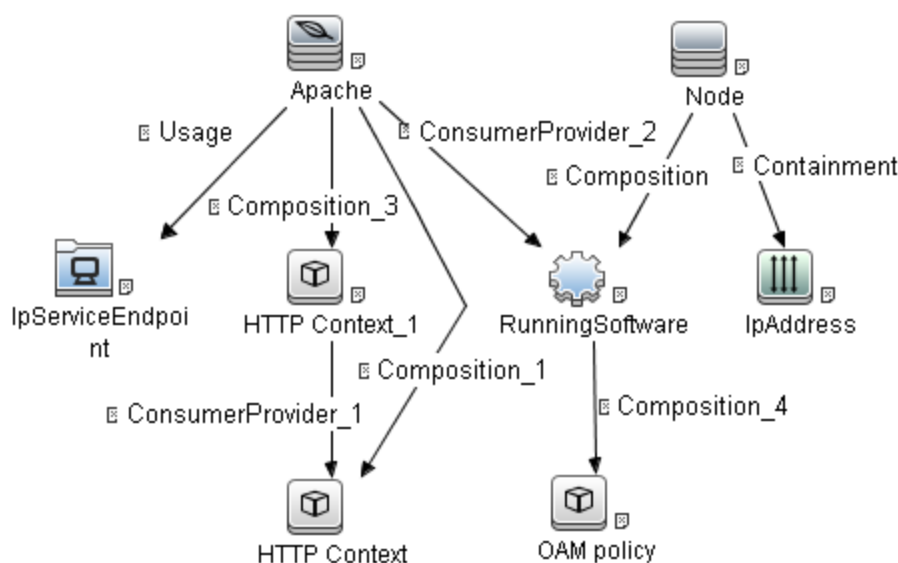 Apache
Node
Usage
ConsumerProvider_2
Composition
Containment
Composition_3
IpServiceEndpoi
nt
HTTP Context_1
RunningSoftware
IpAddress
Composition_1
ConsumerProvider_1
Composition_4
HTTP Context
OAM policy